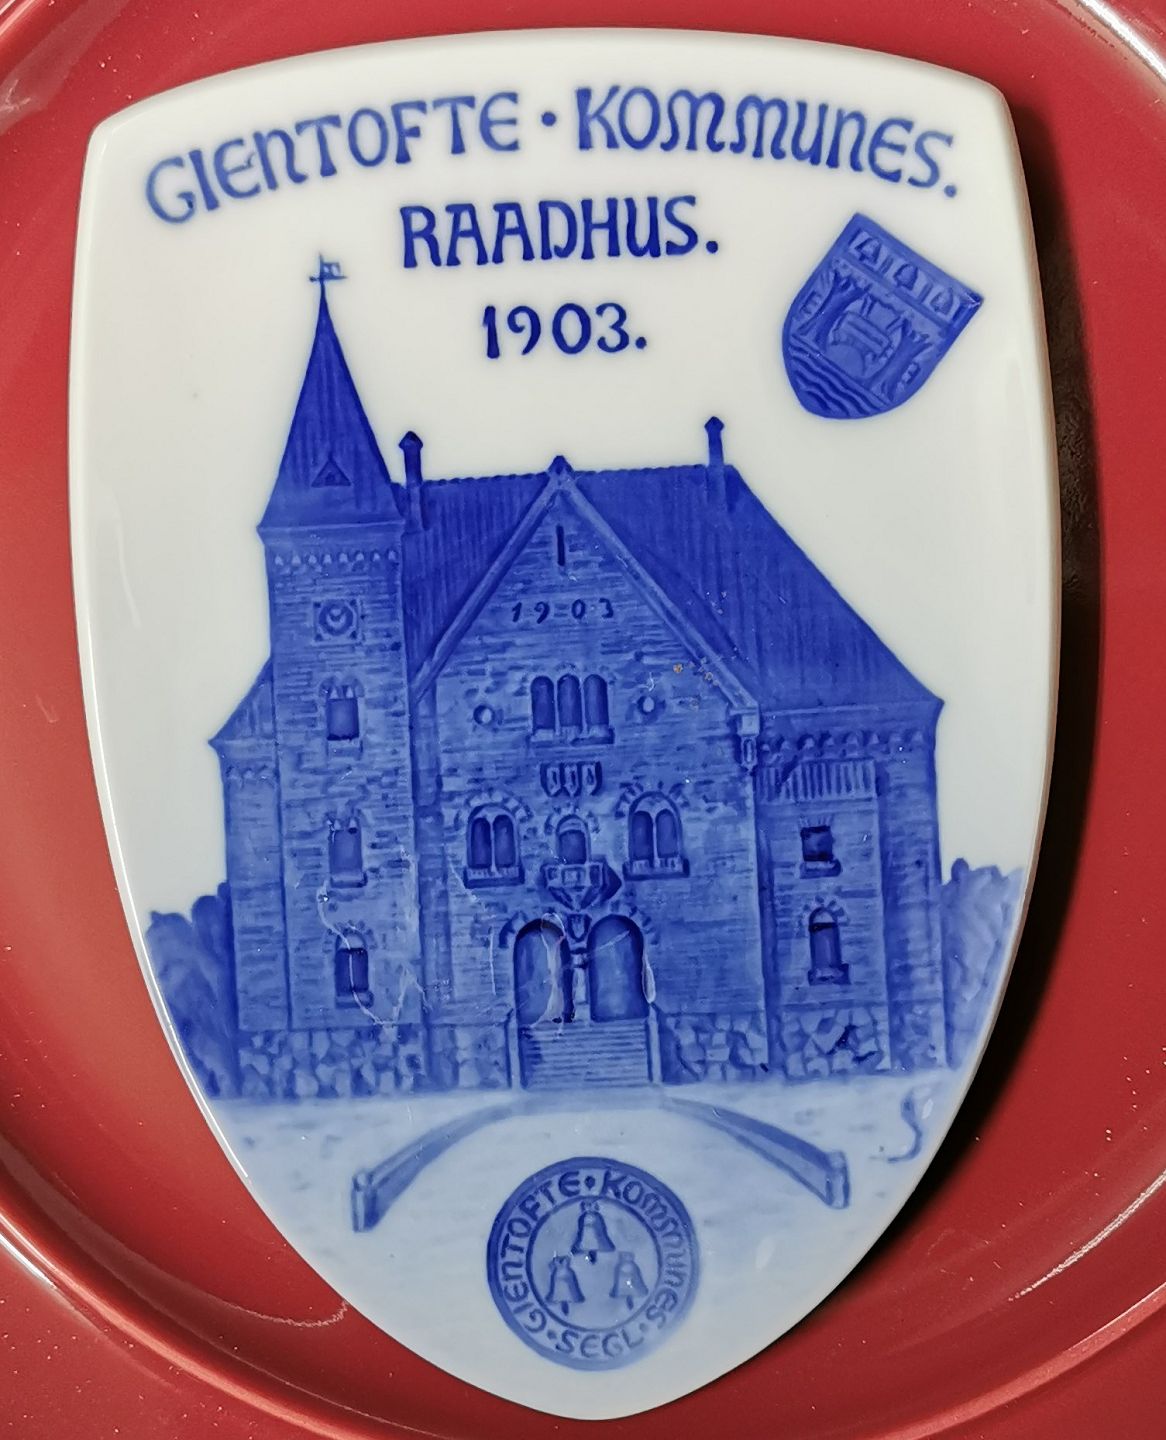 GIENTOFTE · KOMMUNES.
RAADHUS.
1903.
1903
GIENTOFTE · KOMMUNES · SEGL ·